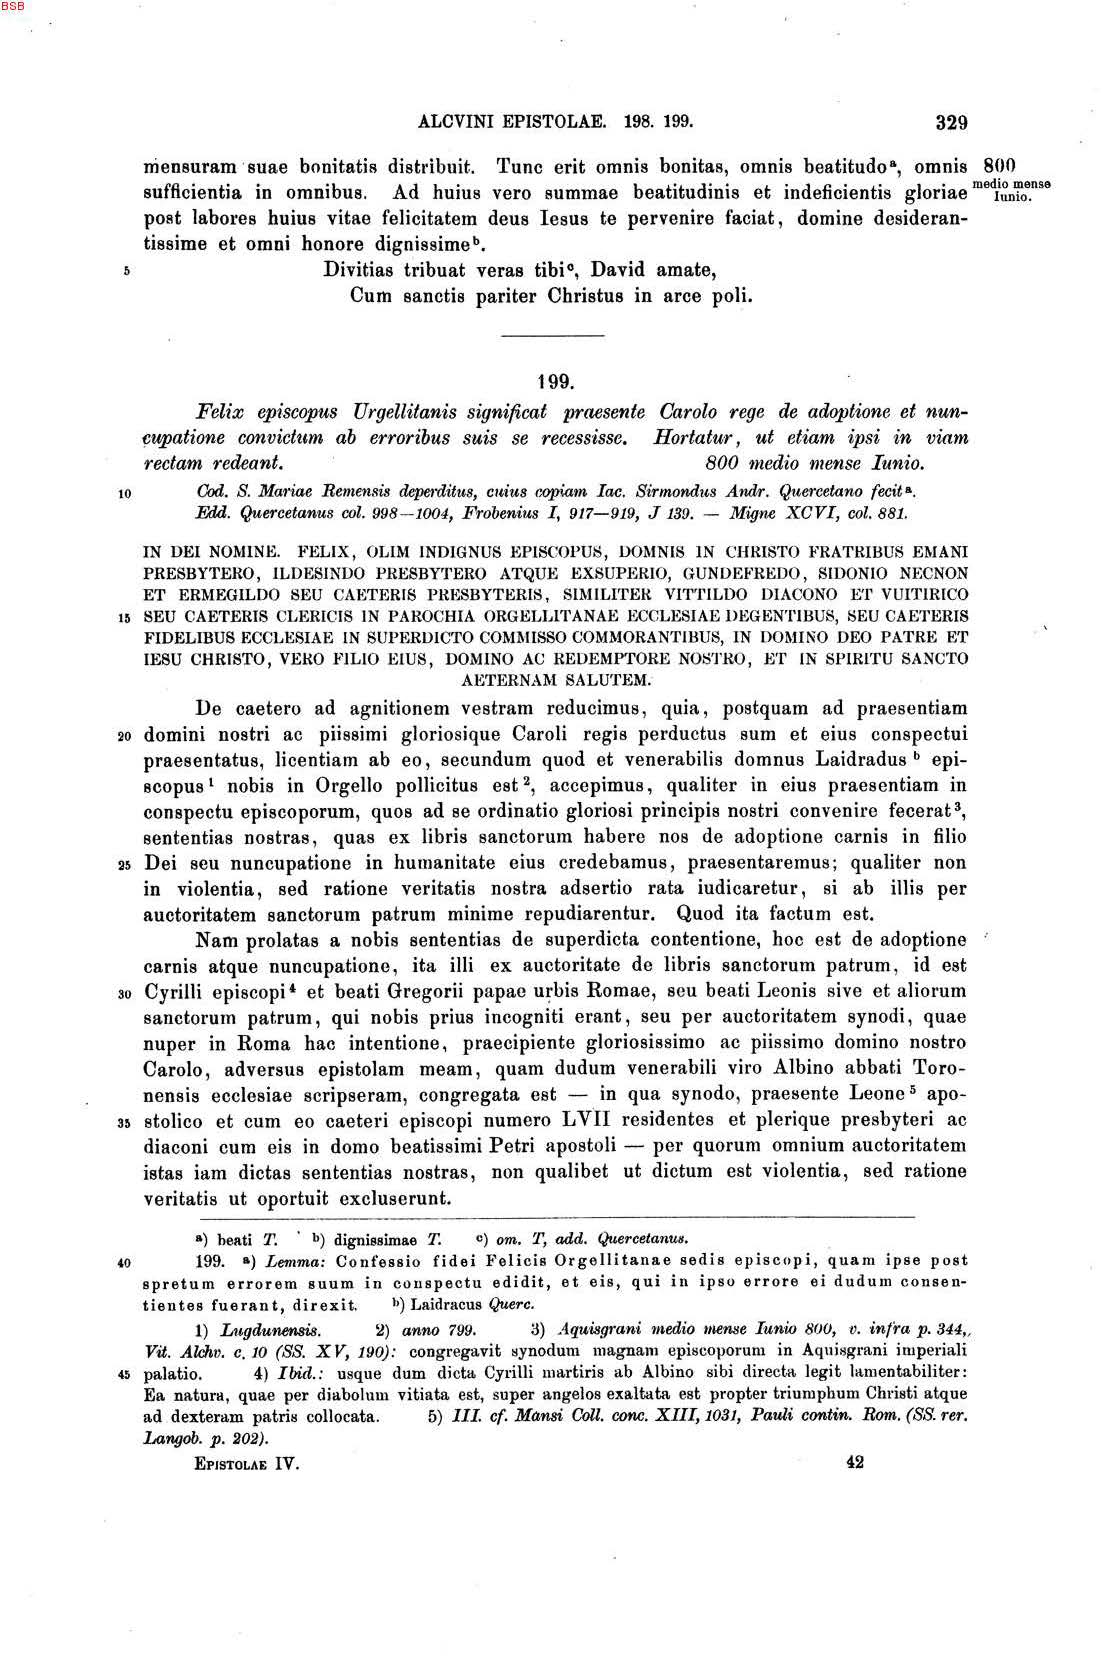 BSB
ALCVINI EPISTOLAE. 198. 199. 329
mensuram suae bonitatis distribuit. Tunc erit omnis bonitas, omnis beatitudo a, omnis 800
sufficientia in omnibus. Ad huius vero summae beatitudinis et indeficientis gloriae medio mense Iunio.
post labores huius vitae felicitatem deus Iesus te pervenire faciat, domine desideran-
tissime et omni honore dignissime b.
5 Divitias tribuat veras tibi c, David amate,
Cum sanctis pariter Christus in arce poli.
199.
Felix episcopus Urgellitanis significat praesente Carolo rege de adoptione et nun-
cupatione convictum ab erroribus suis se recessisse. Hortatur, ut etiam ipsi in viam
rectam redeant. 800 medio mense Iunio.
10 Cod. S. Mariae Remensis deperditus, cuius copiam Iac. Sirmondus Andr. Quercetano fecit a.
Edd. Quercetanus col. 998—1004, Frobenius I, 917—919, J 139. — Migne XCVI, col. 881.
IN DEI NOMINE. FELIX, OLIM INDIGNUS EPISCOPUS, DOMNIS IN CHRISTO FRATRIBUS EMANI
PRESBYTERO, ILDESINDO PRESBYTERO ATQUE EXSUPERIO, GUNDEFREDO, SIDONIO NECNON
ET ERMEGILDO SEU CAETERIS PRESBYTERIS, SIMILITER VITTILDO DIACONO ET VUITIRICO
15 SEU CAETERIS CLERICIS IN PAROCHIA ORGELLITANAE ECCLESIAE DEGENTIBUS, SEU CAETERIS
FIDELIBUS ECCLESIAE IN SUPERDICTO COMMISSO COMMORANTIBUS, IN DOMINO DEO PATRE ET
IESU CHRISTO, VERO FILIO EIUS, DOMINO AC REDEMPTORE NOSTRO, ET IN SPIRITU SANCTO
AETERNAM SALUTEM.
De caetero ad agnitionem vestram reducimus, quia, postquam ad praesentiam
20 domini nostri ac piissimi gloriosique Caroli regis perductus sum et eius conspectui
praesentatus, licentiam ab eo, secundum quod et venerabilis domnus Laidradus b epi-
scopus 1 nobis in Orgello pollicitus est 2, accepimus, qualiter in eius praesentiam in
conspectu episcoporum, quos ad se ordinatio gloriosi principis nostri convenire fecerat 3,
sententias nostras, quas ex libris sanctorum habere nos de adoptione carnis in filio
25 Dei seu nuncupatione in humanitate eius credebamus, praesentaremus; qualiter non
in violentia, sed ratione veritatis nostra adsertio rata iudicaretur, si ab illis per
auctoritatem sanctorum patrum minime repudiarentur. Quod ita factum est.
Nam prolatas a nobis sententias de superdicta contentione, hoc est de adoptione
carnis atque nuncupatione, ita illi ex auctoritate de libris sanctorum patrum, id est
30 Cyrilli episcopi 4 et beati Gregorii papae urbis Romae, seu beati Leonis sive et aliorum
sanctorum patrum, qui nobis prius incogniti erant, seu per auctoritatem synodi, quae
nuper in Roma hac intentione, praecipiente gloriosissimo ac piissimo domino nostro
Carolo, adversus epistolam meam, quam dudum venerabili viro Albino abbati Toro-
nensis ecclesiae scripseram, congregata est — in qua synodo, praesente Leone 5 apo-
35 stolico et cum eo caeteri episcopi numero LVII residentes et plerique presbyteri ac
diaconi cum eis in domo beatissimi Petri apostoli — per quorum omnium auctoritatem
istas iam dictas sententias nostras, non qualibet ut dictum est violentia, sed ratione
veritatis ut oportuit excluserunt.
a) beati T. b) dignissimae T. c) om. T, add. Quercetanus.
40 199. a) Lemma: Confessio fidei Felicis Orgellitanae sedis episcopi, quam ipse post
spretum errorem suum in conspectu edidit, et eis, qui in ipso errore ei dudum consen-
tientes fuerant, direxit. b) Laidracus Querc.
1) Lugdunensis. 2) anno 799. 3) Aquisgrani medio mense Iunio 800, v. infra p. 344,
Vit. Alchv. c. 10 (SS. XV, 190): congregavit synodum magnam episcoporum in Aquisgrani imperiali
45 palatio. 4) Ibid.: usque dum dicta Cyrilli martiris ab Albino sibi directa legit lamentabiliter:
Ea natura, quae per diabolum vitiata est, super angelos exaltata est propter triumphum Christi atque
ad dexteram patris collocata. 5) III. cf. Mansi Coll. conc. XIII, 1031, Pauli contin. Rom. (SS. rer.
Langob. p. 202).
EPISTOLAE IV. 42